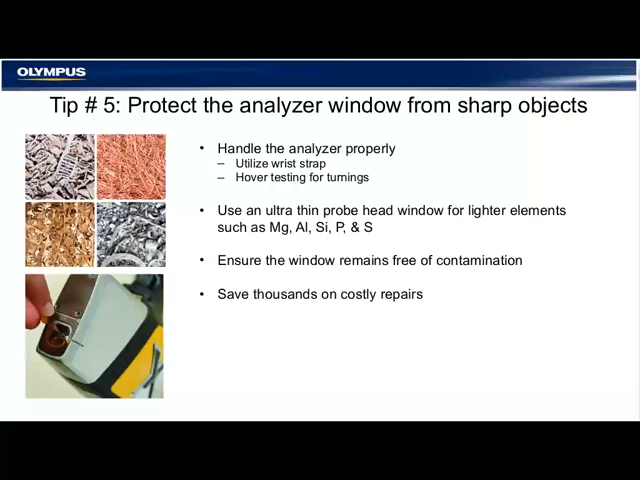 OLYMPUS
Tip # 5: Protect the analyzer window from sharp objects
• Handle the analyzer properly
– Utilize wrist strap
– Hover testing for turnings
• Use an ultra thin probe head window for lighter elements
such as Mg, Al, Si, P, & S
• Ensure the window remains free of contamination
• Save thousands on costly repairs